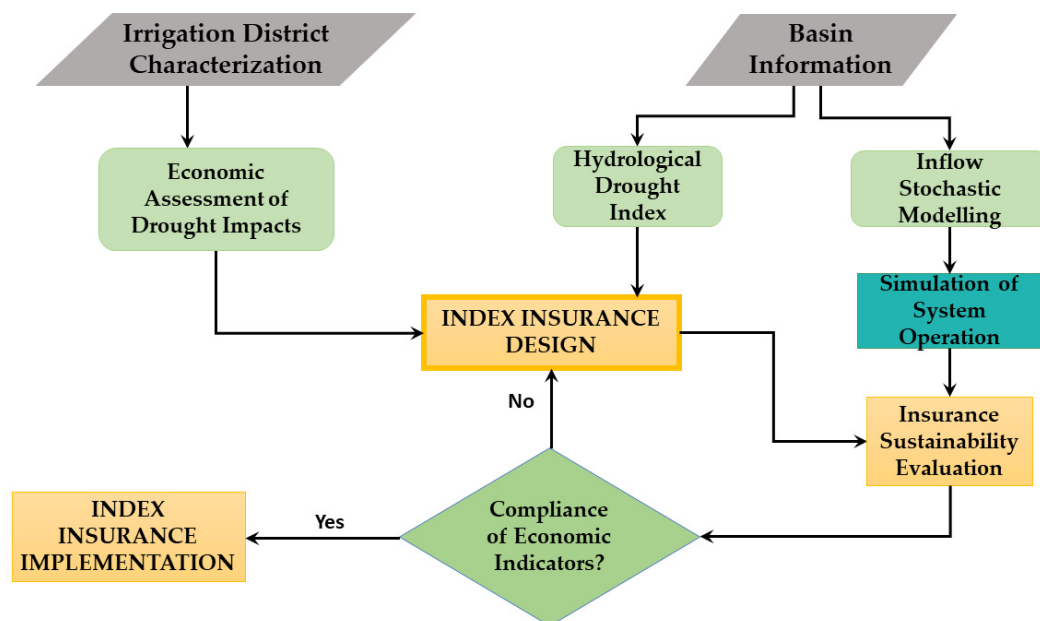 Irrigation District
Characterization
Basin
Information
Economic
Assessment of
Drought Impacts
Hydrological
Drought
Index
Inflow
Stochastic
Modelling
Simulation of
System
Operation
INDEX INSURANCE
DESIGN
No
Insurance
Sustainability
Evaluation
Compliance
of Economic
Indicators?
Yes
INDEX
INSURANCE
IMPLEMENTATION